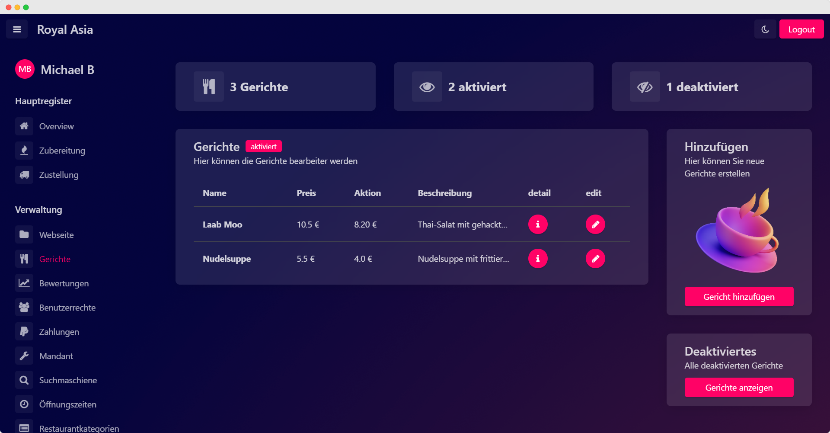 Royal Asia
Logout
MB Michael B
Hauptregister
Overview
Zubereitung
Zustellung
Verwaltung
Webseite
Gerichte
Bewertungen
Benutzerrechte
Zahlungen
Mandant
Suchmaschiene
Öffnungszeiten
Restaurantkategorien
3 Gerichte
2 aktiviert
1 deaktiviert
Gerichte aktiviert
Hier können die Gerichte bearbeiter werden
Name Preis Aktion Beschreibung detail edit
Laab Moo 10.5 € 8.20 € Thai-Salat mit gehackt...
Nudelsuppe 5.5 € 4.0 € Nudelsuppe mit frittier...
Hinzufügen
Hier können Sie neue
Gerichte erstellen
Gericht hinzufügen
Deaktiviertes
Alle deaktivierten Gerichte
Gerichte anzeigen